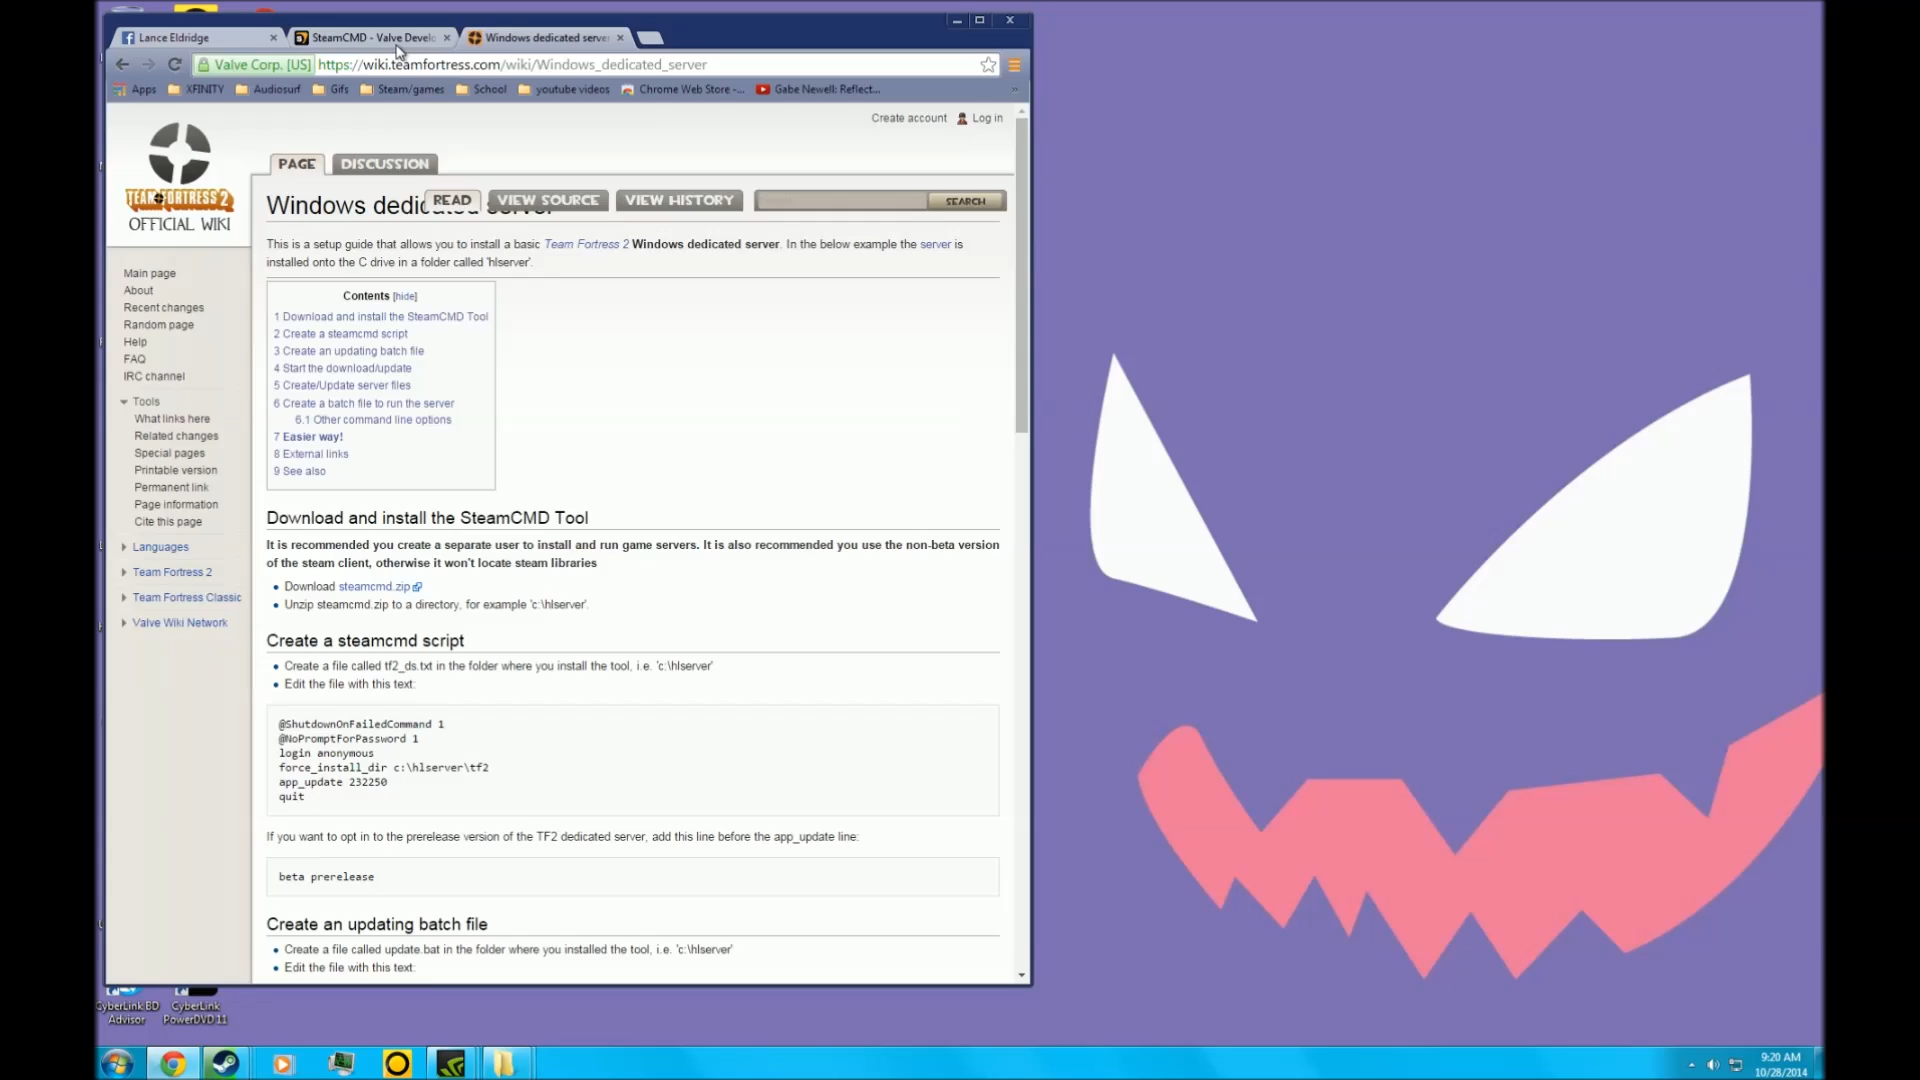 Lance Eldridge
SteamCMD - Valve Develo
Windows dedicated serve
Valve Corp. [US] https://wiki.teamfortress.com/wiki/Windows_dedicated_server
Apps XFINITY Audiosurf Gifs Steam/games School youtube videos Chrome Web Store -... Gabe Newell: Reflect... »
Create account Log in
PAGE DISCUSSION
TEAM FORTRESS 2
OFFICIAL WIKI
Windows dedicated server
READ VIEW SOURCE VIEW HISTORY SEARCH
This is a setup guide that allows you to install a basic Team Fortress 2 Windows dedicated server. In the below example the server is
installed onto the C drive in a folder called 'hlserver'.
Main page
About
Recent changes
Random page
Help
FAQ
IRC channel
Tools
What links here
Related changes
Special pages
Printable version
Permanent link
Page information
Cite this page
Languages
Team Fortress 2
Team Fortress Classic
Valve Wiki Network
Contents [hide]
1 Download and install the SteamCMD Tool
2 Create a steamcmd script
3 Create an updating batch file
4 Start the download/update
5 Create/Update server files
6 Create a batch file to run the server
6.1 Other command line options
7 Easier way!
8 External links
9 See also
Download and install the SteamCMD Tool
It is recommended you create a separate user to install and run game servers. It is also recommended you use the non-beta version
of the steam client, otherwise it won't locate steam libraries
• Download steamcmd.zip
• Unzip steamcmd.zip to a directory, for example 'c:\hlserver'.
Create a steamcmd script
• Create a file called tf2_ds.txt in the folder where you install the tool, i.e. 'c:\hlserver'
• Edit the file with this text:
@ShutdownOnFailedCommand 1
@NoPromptForPassword 1
login anonymous
force_install_dir c:\hlserver\tf2
app_update 232250
quit
If you want to opt in to the prerelease version of the TF2 dedicated server, add this line before the app_update line:
beta prerelease
Create an updating batch file
• Create a file called update.bat in the folder where you installed the tool, i.e. 'c:\hlserver'
• Edit the file with this text:
CyberLink BD
Advisor
CyberLink
PowerDVD 11
9:20 AM
10/28/2014